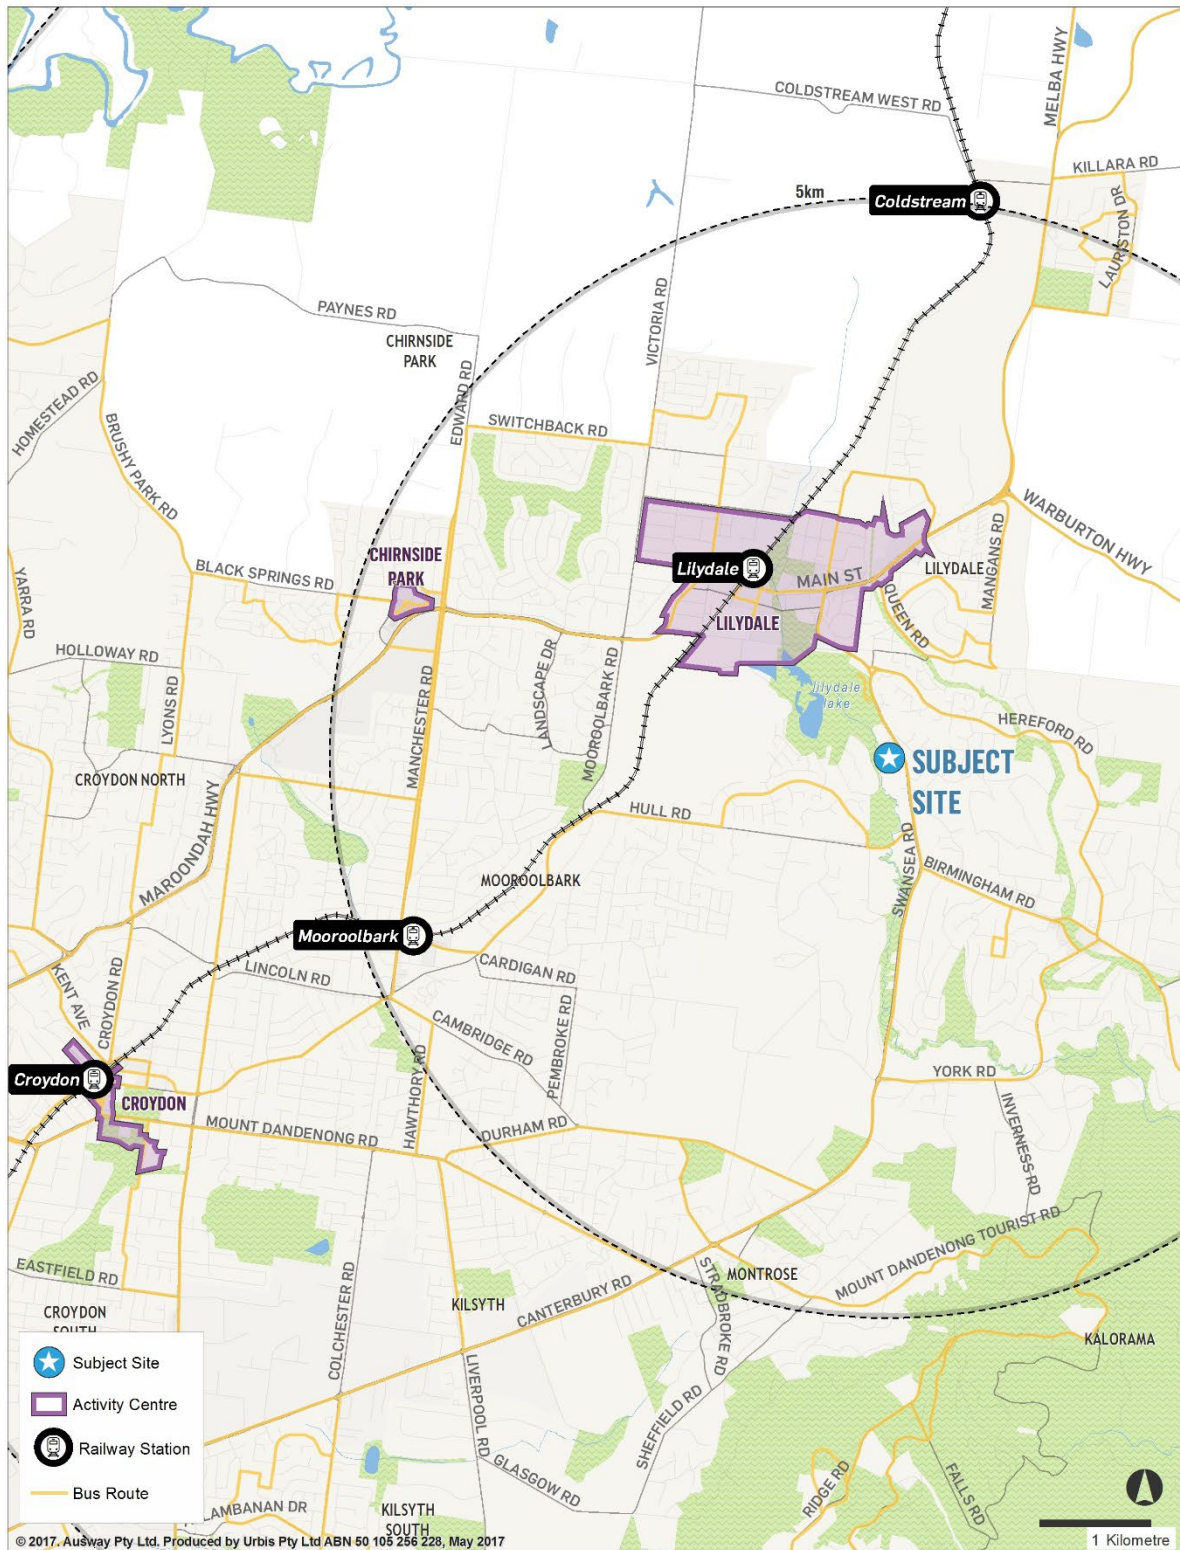 COLDSTREAM WEST RD
MELBA HWY
KILLARA RD
5km
Coldstream
LAURISTON DR
VICTORIA RD
PAYNES RD
CHIRNSIDE
PARK
EDWARD RD
HOMESTEAD RD
BRUSHY PARK RD
SWITCHBACK RD
WARBURTON HWY
CHIRNSIDE
PARK
BLACK SPRINGS RD
YARRA RD
Lilydale
MAIN ST
LILYDALE
LILYDALE
MANGANS RD
QUEEN RD
HOLLOWAY RD
LYONS RD
LANDSCAPE DR
MOOROOLBARK RD
lilydale
lake
HEREFORD RD
MANCHESTER RD
SUBJECT
SITE
CROYDON NORTH
MAROONDAH HWY
HULL RD
SWANSEA RD
BIRMINGHAM RD
MOOROOLBARK
Mooroolbark
KENT AVE
CROYDON RD
LINCOLN RD
CARDIGAN RD
CAMBRIDGE RD
PEMBROKE RD
HAWTHORY RD
Croydon
CROYDON
YORK RD
INVERNESS RD
MOUNT DANDENONG RD
DURHAM RD
EASTFIELD RD
COLCHESTER RD
KILSYTH
CANTERBURY RD
STRADBROKE RD
MONTROSE
MOUNT DANDENONG TOURIST RD
KALORAMA
CROYDON
SOUTH
LIVERPOOL RD
SHEFFIELD RD
GLASGOW RD
RIDGE RD
FALLS RD
KILSYTH
SOUTH
LAMBANAN DR
Subject Site
Activity Centre
Railway Station
Bus Route
1 Kilometre
© 2017. Ausway Pty Ltd. Produced by Urbis Pty Ltd ABN 50 105 256 228, May 2017